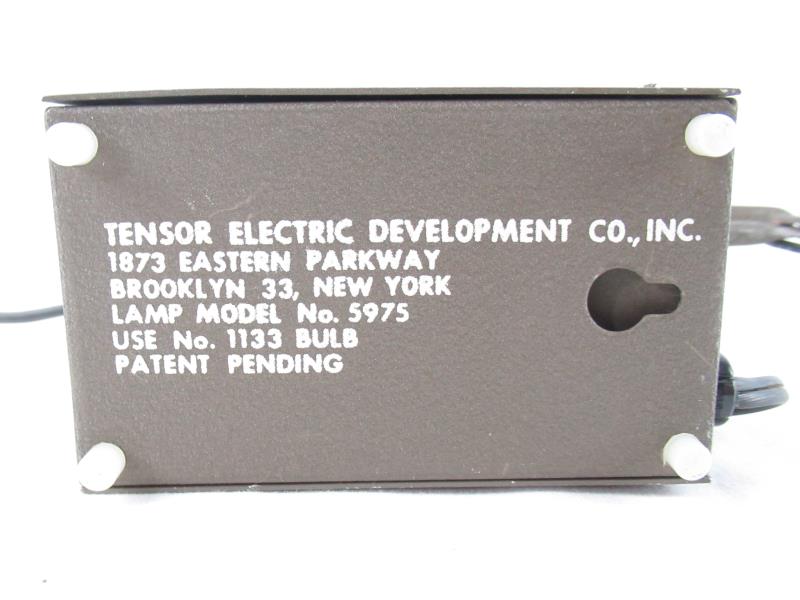 TENSOR ELECTRIC DEVELOPMENT CO., INC.
1873 EASTERN PARKWAY
BROOKLYN 33, NEW YORK
LAMP MODEL No. 5975
USE No. 1133 BULB
PATENT PENDING